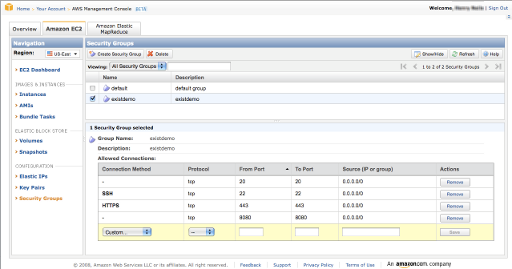 Home > Your Account > AWS Management Console BETA
Welcome, | Sign Out
Overview
Amazon EC2
Amazon Elastic
MapReduce
Navigation
Region: US-East
EC2 Dashboard
IMAGES & INSTANCES
Instances
AMIs
Bundle Tasks
ELASTIC BLOCK STORE
Volumes
Snapshots
CONFIGURATION
Elastic IPs
Key Pairs
Security Groups
Security Groups
Create Security Group Delete
Show/Hide Refresh Help
Viewing: All Security Groups
1 to 2 of 2 Security Groups
Name Description
default default group
existdemo existdemo
1 Security Group selected
Group Name: existdemo
Description: existdemo
Allowed Connections:
Connection Method Protocol From Port To Port Source (IP or group) Actions
- tcp 20 20 0.0.0.0/0 Remove
SSH tcp 22 22 0.0.0.0/0 Remove
HTTPS tcp 443 443 0.0.0.0/0 Remove
- tcp 8080 8080 0.0.0.0/0 Remove
Custom... -- Save
© 2008, Amazon Web Services LLC or its affiliates. All right reserved. Feedback Support Privacy Policy Terms of Use An amazon.com. company